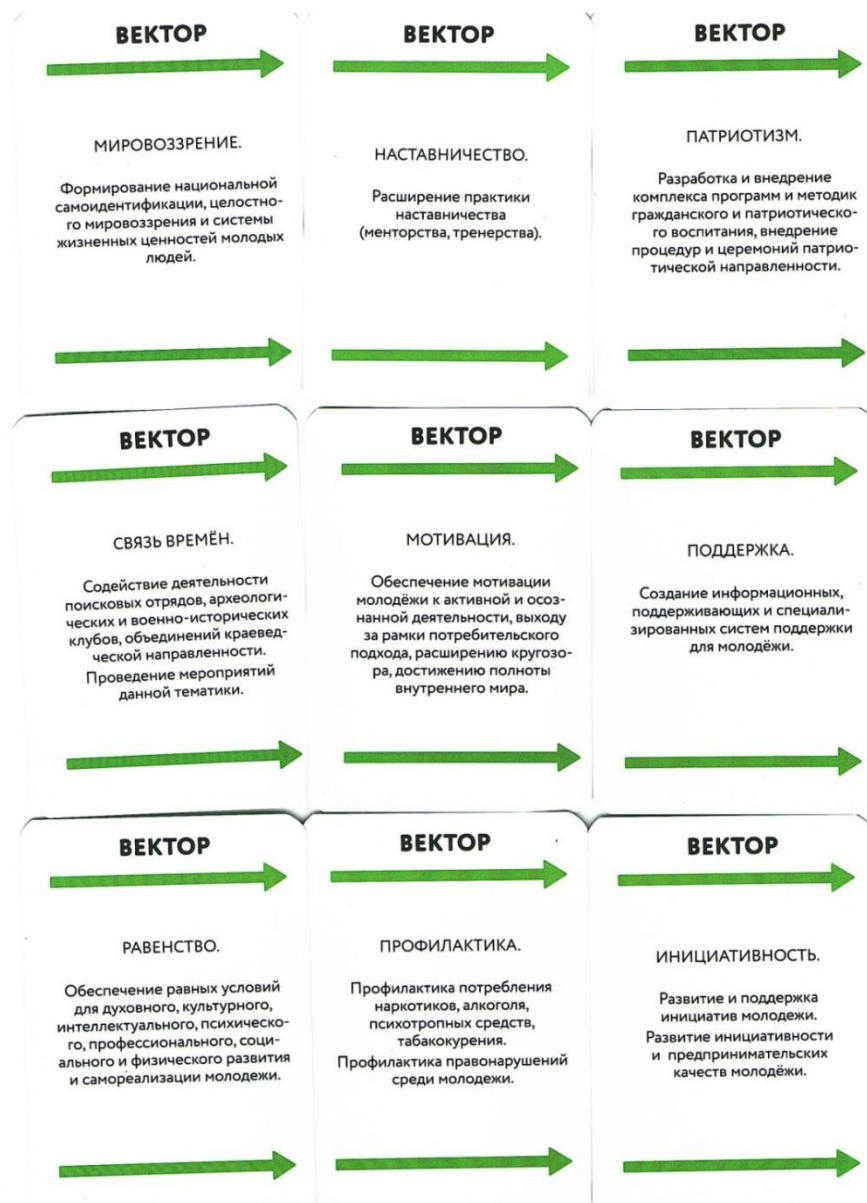 ВЕКТОР
МИРОВОЗЗРЕНИЕ.
Формирование национальной
самоидентификации, целостно-
го мировоззрения и системы
жизненных ценностей молодых
людей.
ВЕКТОР
НАСТАВНИЧЕСТВО.
Расширение практики
наставничества
(менторства, тренерства).
ВЕКТОР
ПАТРИОТИЗМ.
Разработка и внедрение
комплекса программ и методик
гражданского и патриотическо-
го воспитания, внедрение
процедур и церемоний патрио-
тической направленности.
ВЕКТОР
СВЯЗЬ ВРЕМЁН.
Содействие деятельности
поисковых отрядов, археологи-
ческих и военно-исторических
клубов, объединений краевед-
ческой направленности.
Проведение мероприятий
данной тематики.
ВЕКТОР
МОТИВАЦИЯ.
Обеспечение мотивации
молодёжи к активной и осоз-
нанной деятельности, выходу
за рамки потребительского
подхода, расширению кругозо-
ра, достижению полноты
внутреннего мира.
ВЕКТОР
ПОДДЕРЖКА.
Создание информационных,
поддерживающих и специали-
зированных систем поддержки
для молодёжи.
ВЕКТОР
РАВЕНСТВО.
Обеспечение равных условий
для духовного, культурного,
интеллектуального, психическо-
го, профессионального, соци-
ального и физического развития
и самореализации молодежи.
ВЕКТОР
ПРОФИЛАКТИКА.
Профилактика потребления
наркотиков, алкоголя,
психотропных средств,
табакокурения.
Профилактика правонарушений
среди молодежи.
ВЕКТОР
ИНИЦИАТИВНОСТЬ.
Развитие и поддержка
инициатив молодежи.
Развитие инициативности
и предпринимательских
качеств молодёжи.